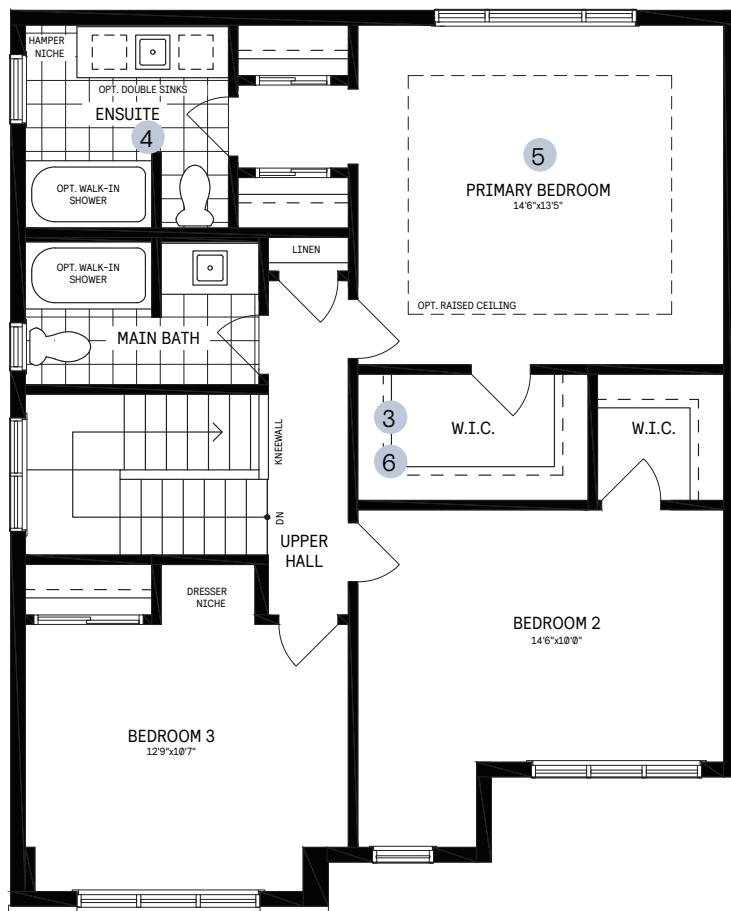 HAMPER
NICHE
OPT. DOUBLE SINKS
ENSUITE
4
OPT. WALK-IN
SHOWER
5
PRIMARY BEDROOM
14'6"x13'5"
OPT. RAISED CEILING
LINEN
OPT. WALK-IN
SHOWER
MAIN BATH
3
6
W.I.C.
W.I.C.
KNEEWALL
DN
UPPER
HALL
DRESSER
NICHE
BEDROOM 2
14'6"x10'0"
BEDROOM 3
12'9"x10'7"